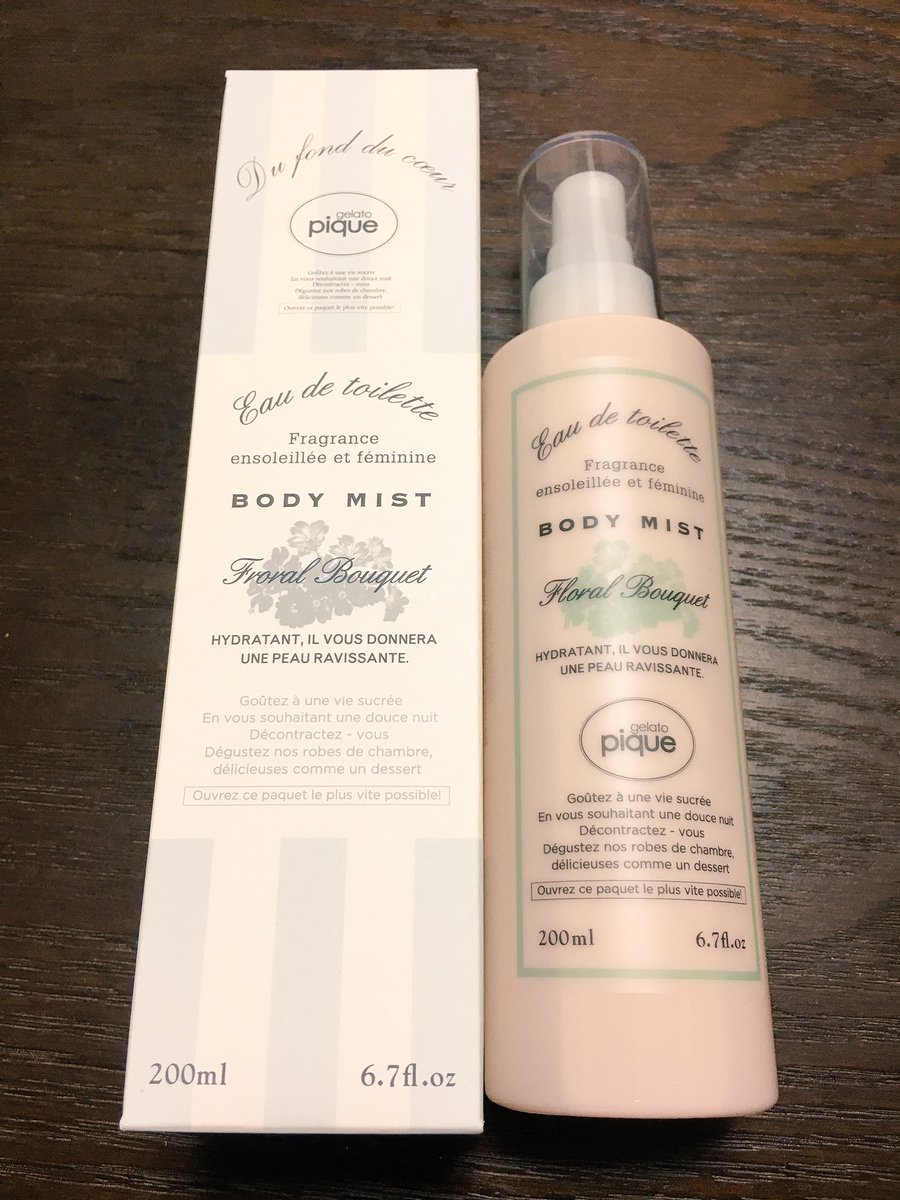 Du fond du cœur
gelato
pique
Goûtez à une vie sucrée
En vous souhaitant une douce nuit
Décontractez - vous
Dégustez nos robes de chambre,
délicieuses comme un dessert
Ouvrez ce paquet le plus vite possible!
Eau de toilette
Fragrance
ensoleillée et féminine
BODY MIST
Froral Bouquet
HYDRATANT, IL VOUS DONNERA
UNE PEAU RAVISSANTE.
Goûtez à une vie sucrée
En vous souhaitant une douce nuit
Décontractez - vous
Dégustez nos robes de chambre,
délicieuses comme un dessert
Ouvrez ce paquet le plus vite possible!
200ml 6.7fl.oz
Eau de toilette
Fragrance
ensoleillée et féminine
BODY MIST
Floral Bouquet
HYDRATANT, IL VOUS DONNERA
UNE PEAU RAVISSANTE.
gelato
pique
Goûtez à une vie sucrée
En vous souhaitant une douce nuit
Décontractez - vous
Dégustez nos robes de chambre,
délicieuses comme un dessert
Ouvrez ce paquet le plus vite possible!
200ml 6.7fl.oz